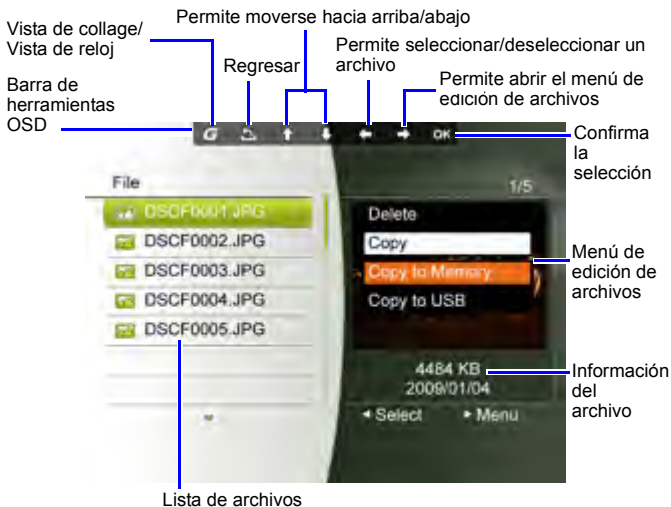 Permite moverse hacia arriba/abajo
Vista de collage/
Vista de reloj
Regresar
Permite seleccionar/deseleccionar un
archivo
Permite abrir el menú de
edición de archivos
Barra de
herramientas
OSD
G
OK
Confirma
la
selección
File
1/5
DSCF0001.JPG
DSCF0002.JPG
DSCF0003.JPG
DSCF0004.JPG
DSCF0005.JPG
Delete
Copy
Copy to Memory
Copy to USB
Menú de
edición de
archivos
4484 KB
2009/01/04
Información
del
archivo
Select
Menu
Lista de archivos